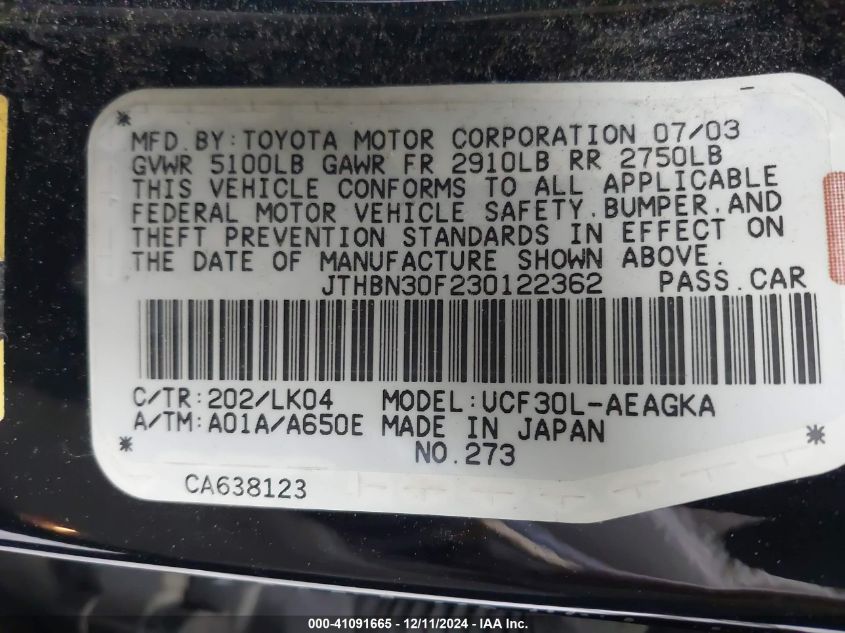 MFD.BY:TOYOTA MOTOR CORPORATION 07/03
GVWR 5100LB GAWR FR 2910LB RR 2750LB
THIS VEHICLE CONFORMS TO ALL APPLICABLE
FEDERAL MOTOR VEHICLE SAFETY,BUMPER,AND
THEFT PREVENTION STANDARDS IN EFFECT ON
THE DATE OF MANUFACTURE SHOWN ABOVE.
JTHBN30F230122362 PASS.CAR
C/TR:202/LK04 MODEL:UCF30L-AEAGKA
A/TM:A01A/A650E MADE IN JAPAN
NO.273
CA638123
000-41091665 - 12/11/2024 - IAA Inc.